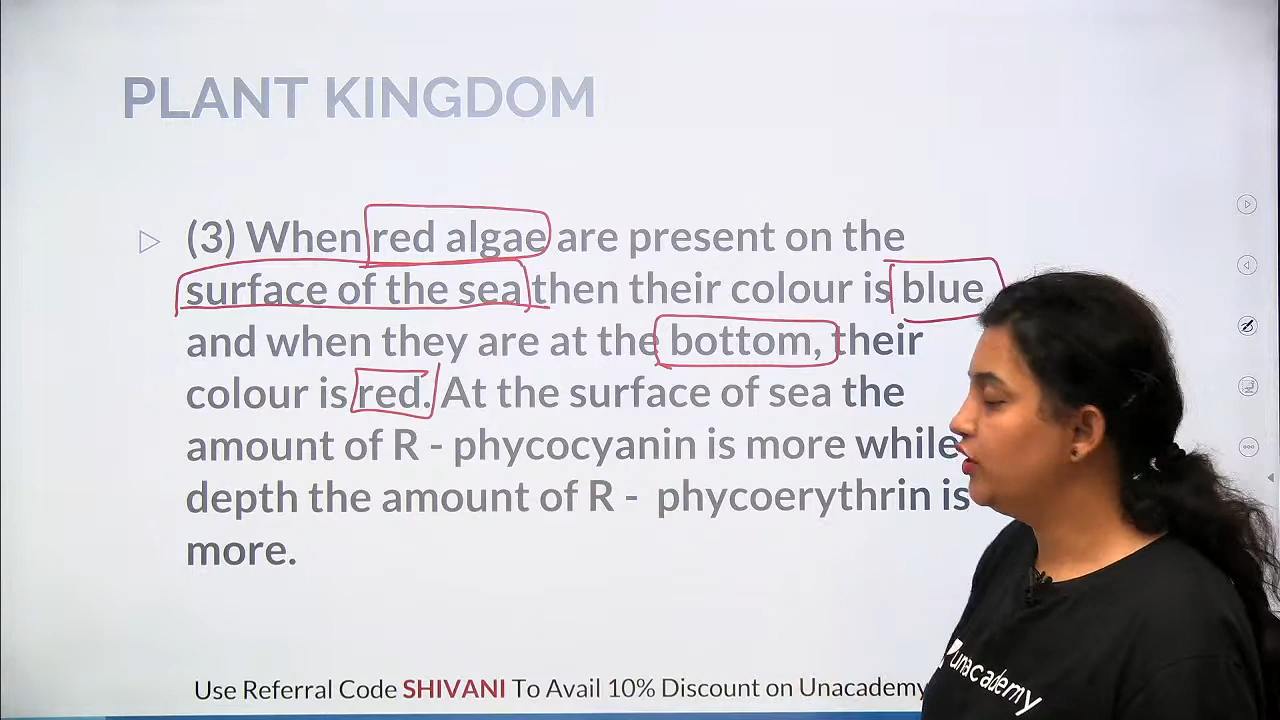 PLANT KINGDOM
(3) When red algae are present on the
surface of the sea then their colour is blue
and when they are at the bottom, their
colour is red. At the surface of sea the
amount of R - phycocyanin is more while
depth the amount of R - phycoerythrin is
more.
Use Referral Code SHIVANI To Avail 10% Discount on Unacademy
unacademy